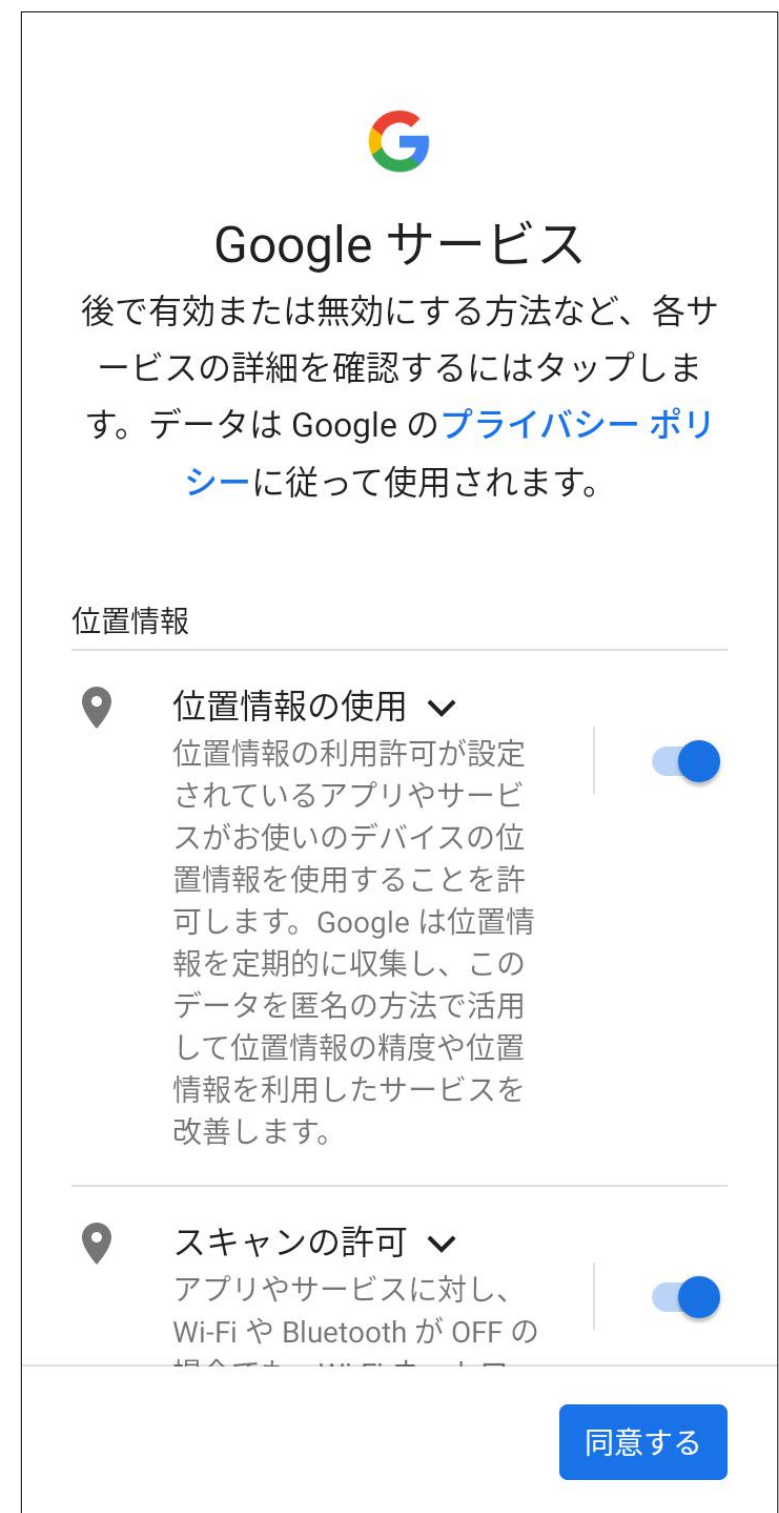 Google サービス
後で有効または無効にする方法など、各サ
ービスの詳細を確認するにはタップしま
す。データは Google のプライバシー ポリ
シーに従って使用されます。
位置情報
位置情報の使用
位置情報の利用許可が設定
されているアプリやサービ
スがお使いのデバイスの位
置情報を使用することを許
可します。Google は位置情
報を定期的に収集し、この
データを匿名の方法で活用
して位置情報の精度や位置
情報を利用したサービスを
改善します。
スキャンの許可
アプリやサービスに対し、
Wi-Fi や Bluetooth が OFF の
同意する